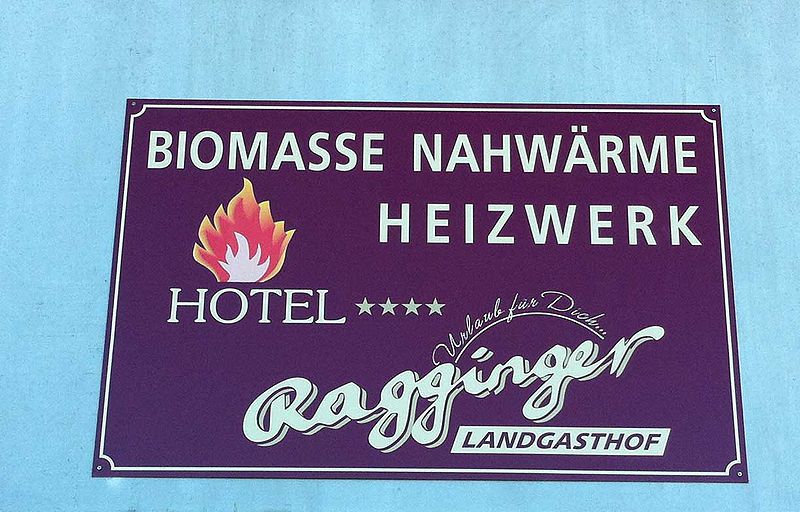 BIOMASSE NAHWÄRME
HEIZWERK
HOTEL ****
Urlaub für Dich...
Ragginger
LANDGASTHOF